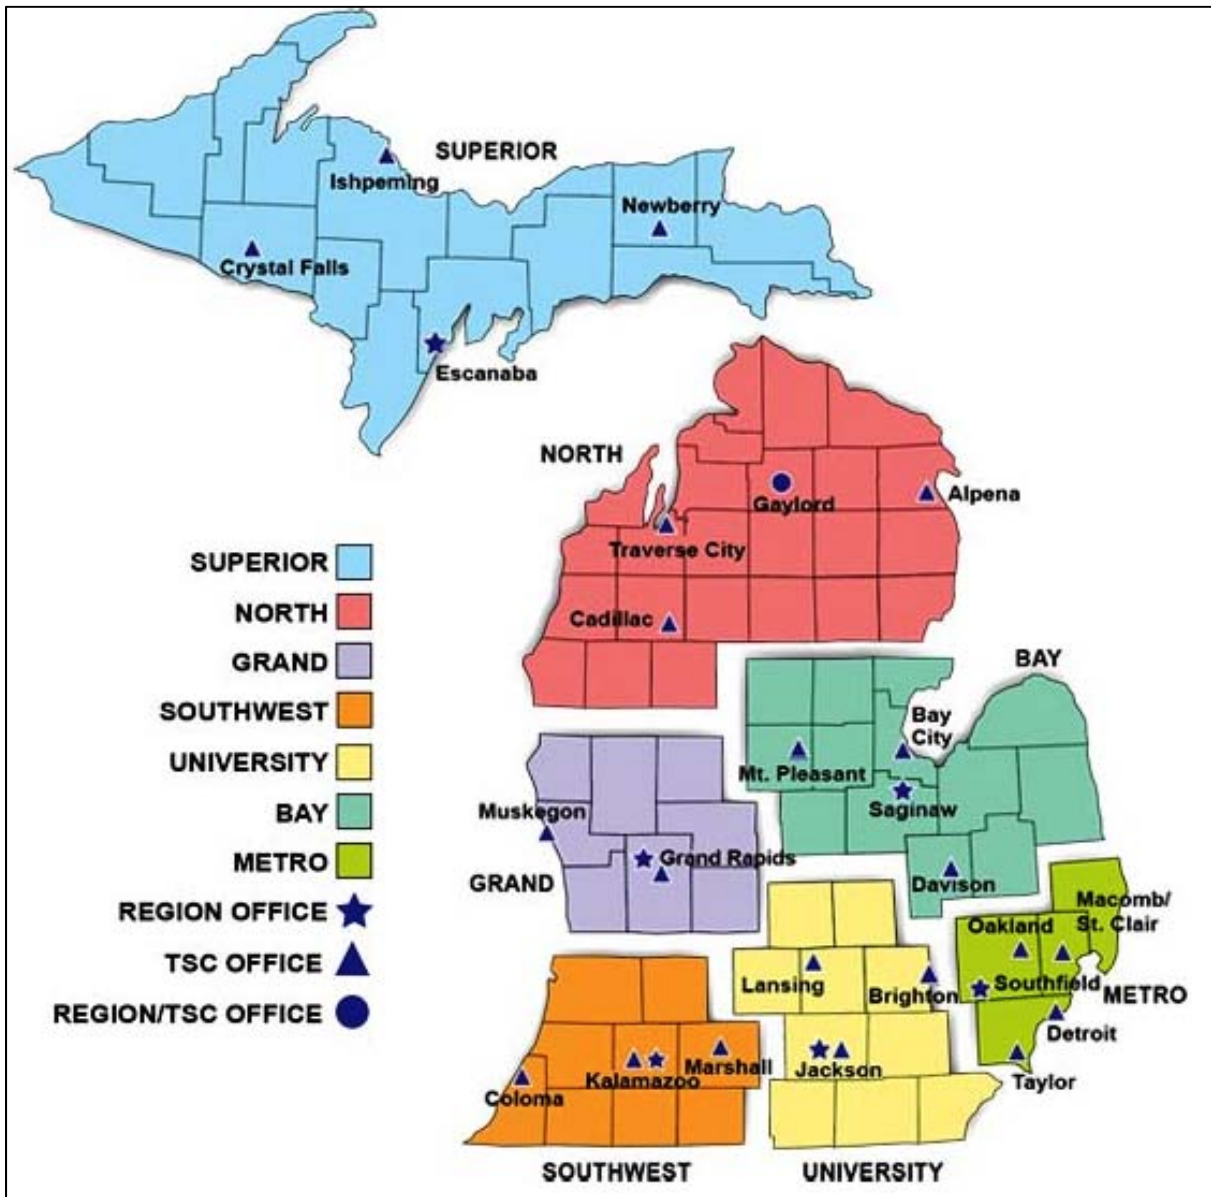 SUPERIOR
Ishpeming
Newberry
Crystal Falls
Escanaba
NORTH
Gaylord
Alpena
Traverse City
Cadillac
SUPERIOR
NORTH
GRAND
SOUTHWEST
UNIVERSITY
BAY
METRO
REGION OFFICE
TSC OFFICE
REGION/TSC OFFICE
BAY
Bay
City
Mt. Pleasant
Saginaw
Davison
Muskegon
Grand Rapids
GRAND
Macomb/
St. Clair
Oakland
Southfield
METRO
Detroit
Taylor
Lansing
Brighton
Jackson
UNIVERSITY
Marshall
Kalamazoo
Coloma
SOUTHWEST